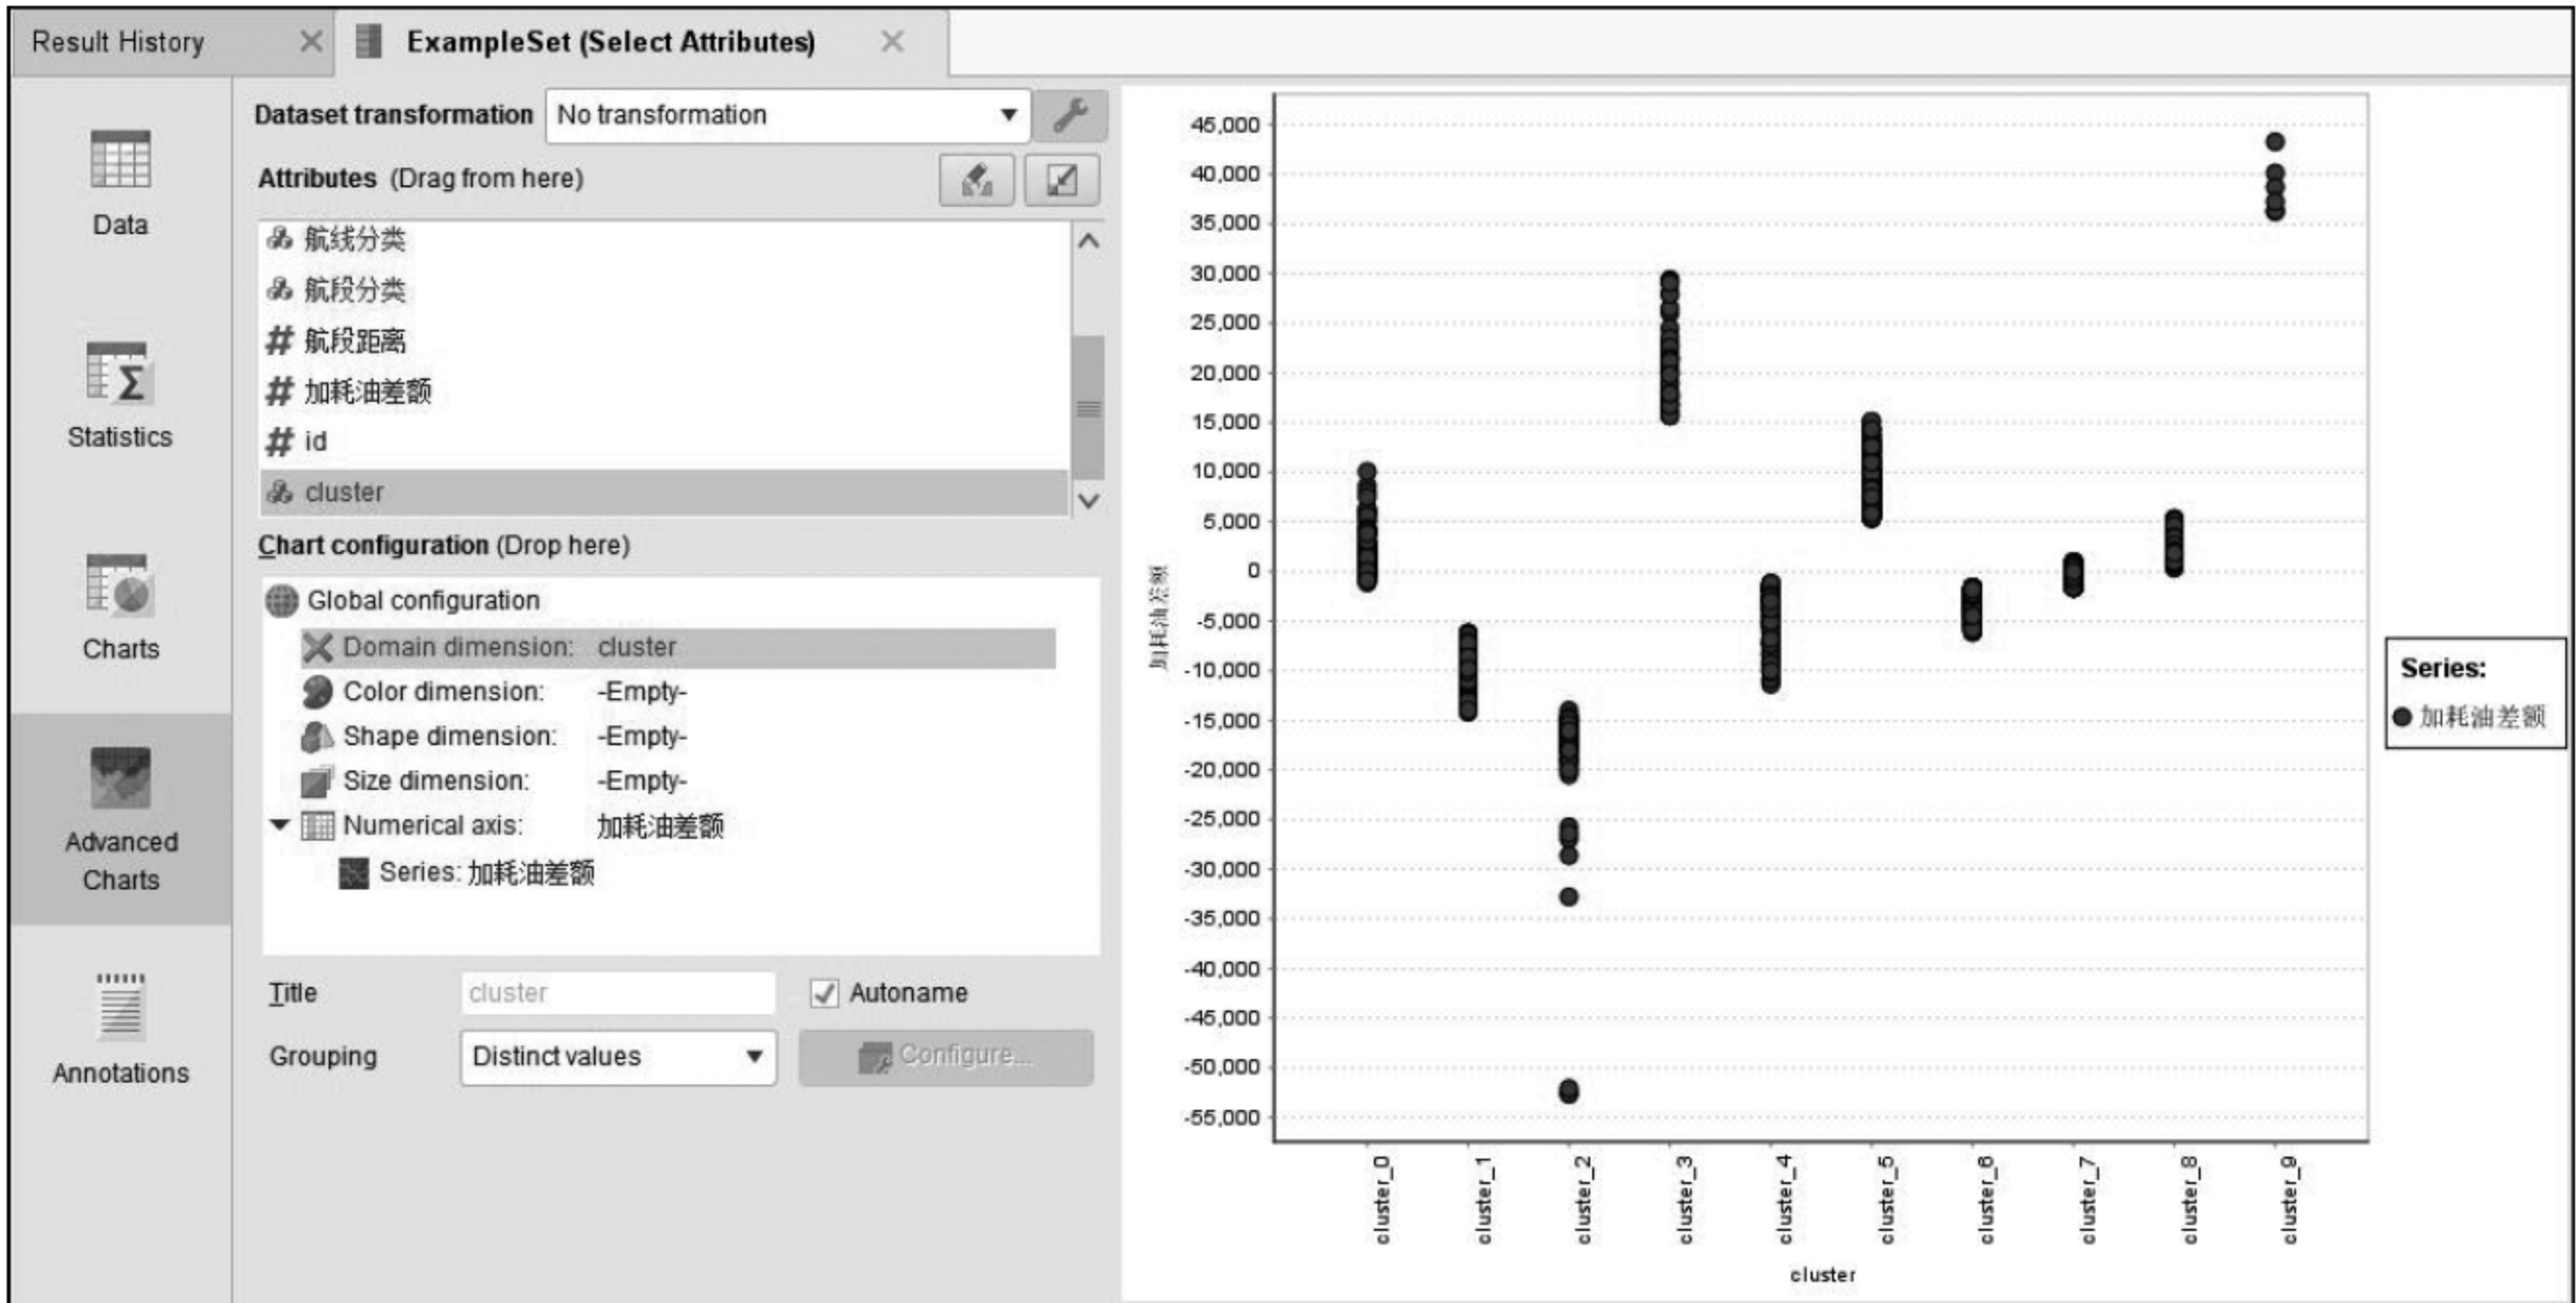 Result History
ExampleSet (Select Attributes)
Data
Statistics
Charts
Advanced
Charts
Annotations
Dataset transformation No transformation
Attributes (Drag from here)
航线分类
航段分类
# 航段距离
# 加耗油差额
# id
cluster
Chart configuration (Drop here)
Global configuration
Domain dimension: cluster
Color dimension: -Empty-
Shape dimension: -Empty-
Size dimension: -Empty-
Numerical axis: 加耗油差额
Series: 加耗油差额
Title cluster Autoname
Grouping Distinct values Configure...
加耗油差额
45,000
40,000
35,000
30,000
25,000
20,000
15,000
10,000
5,000
0
-5,000
-10,000
-15,000
-20,000
-25,000
-30,000
-35,000
-40,000
-45,000
-50,000
-55,000
cluster_0
cluster_1
cluster_2
cluster_3
cluster_4
cluster_5
cluster_6
cluster_7
cluster_8
cluster_9
cluster
Series:
加耗油差额